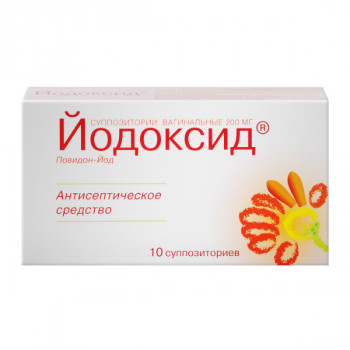 СУППОЗИТОРИИ ВАГИНАЛЬНЫЕ 200 МГ
Йодоксид®
Повидон-Йод
Антисептическое
средство
10 суппозиториев